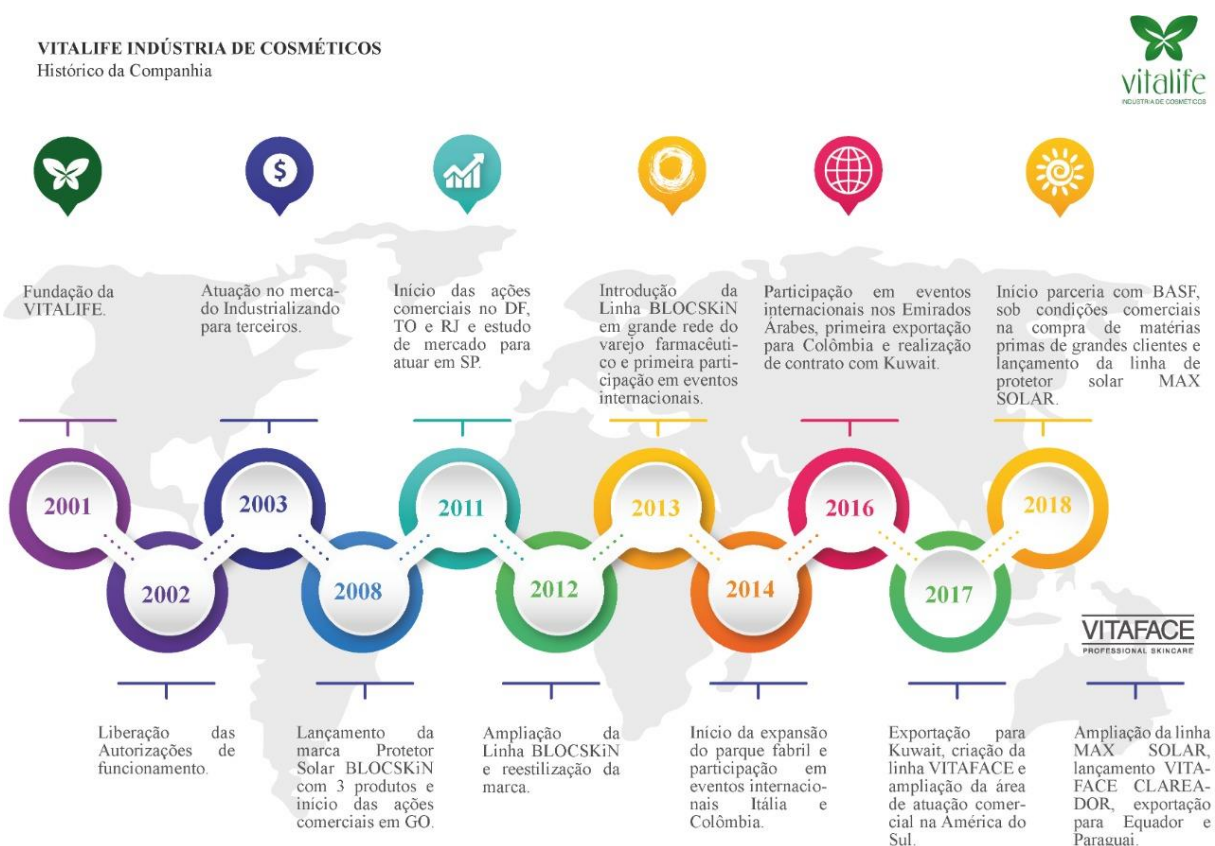 VITALIFE INDÚSTRIA DE COSMÉTICOS
Histórico da Companhia
vitalife
INDUSTRIA DE COSMÉTICOS
$
Fundação da
VITALIFE.
Atuação no merca-
do Industrializando
para terceiros.
Início das ações
comerciais no DF,
TO e RJ e estudo
de mercado para
atuar em SP.
Introdução da
Linha BLOCSKiN
em grande rede do
varejo farmacêuti-
co e primeira parti-
cipação em eventos
internacionais.
Participação em eventos
internacionais nos Emirados
Árabes, primeira exportação
para Colômbia e realização
de contrato com Kuwait.
Início parceria com BASF,
sob condições comerciais
na compra de matérias
primas de grandes clientes e
lançamento da linha de
protetor solar MAX
SOLAR.
2001
2003
2011
2013
2016
2018
2002
2008
2012
2014
2017
VITAFACE
PROFESSIONAL SKINCARE
Liberação das
Autorizações de
funcionamento.
Lançamento da
marca Protetor
Solar BLOCSKiN
com 3 produtos e
início das ações
comerciais em GO.
Ampliação da
Linha BLOCSKiN
e reestilização da
marca.
Início da expansão
do parque fabril e
participação em
eventos internacio-
nais Itália e
Colômbia.
Exportação para
Kuwait, criação da
linha VITAFACE e
ampliação da área
de atuação comer-
cial na América do
Sul.
Ampliação da linha
MAX SOLAR,
lançamento VITA-
FACE CLAREA-
DOR, exportação
para Equador e
Paraguai.